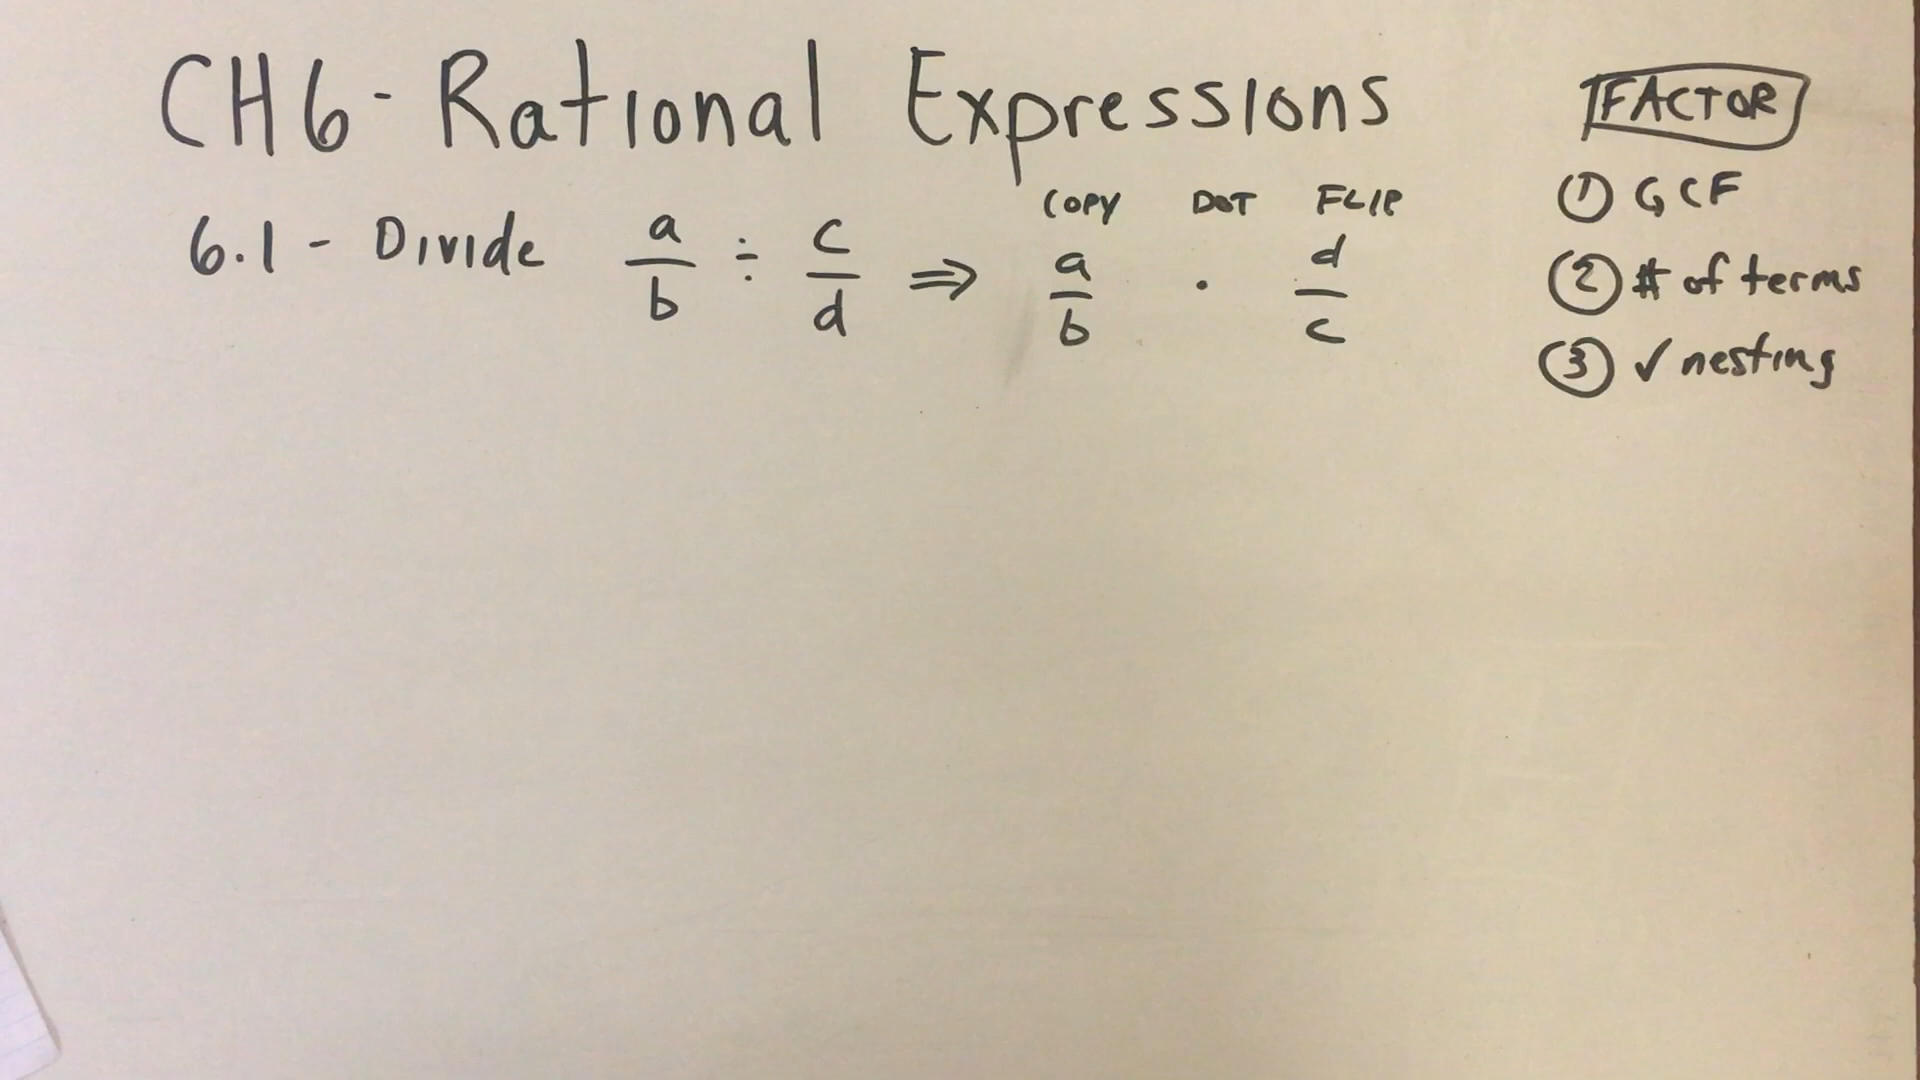 CH6 - Rational Expressions
6.1 - Divide a/b ÷ c/d ⇒ a/b · d/c
COPY DOT FLIP
FACTOR
① GCF
② # of terms
③ ✓ nesting